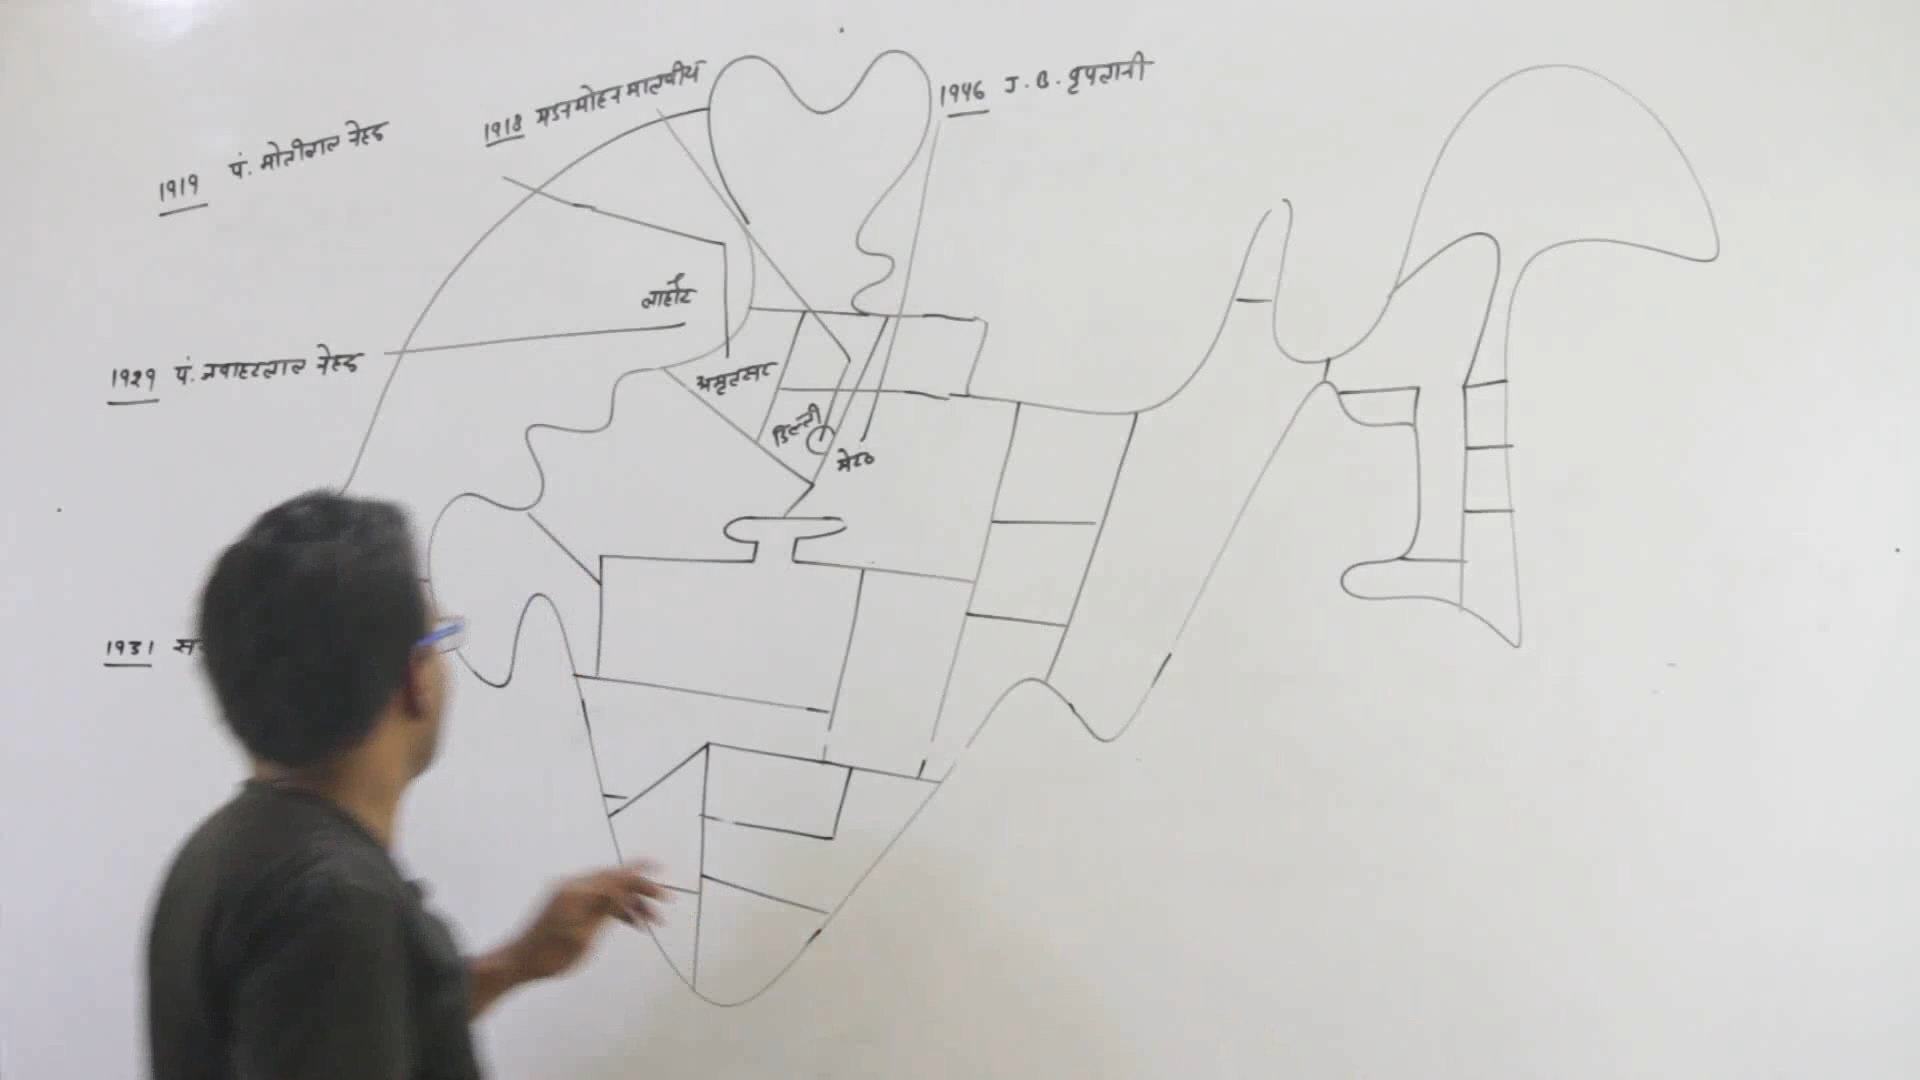 1918 मदनमोहन मालवीय
1946 J. B. कृपलानी
1919 पं. मोतीलाल नेहरू
लाहौर
1929 पं. जवाहरलाल नेहरू
अमृतसर
दिल्ली
मेरठ
1931